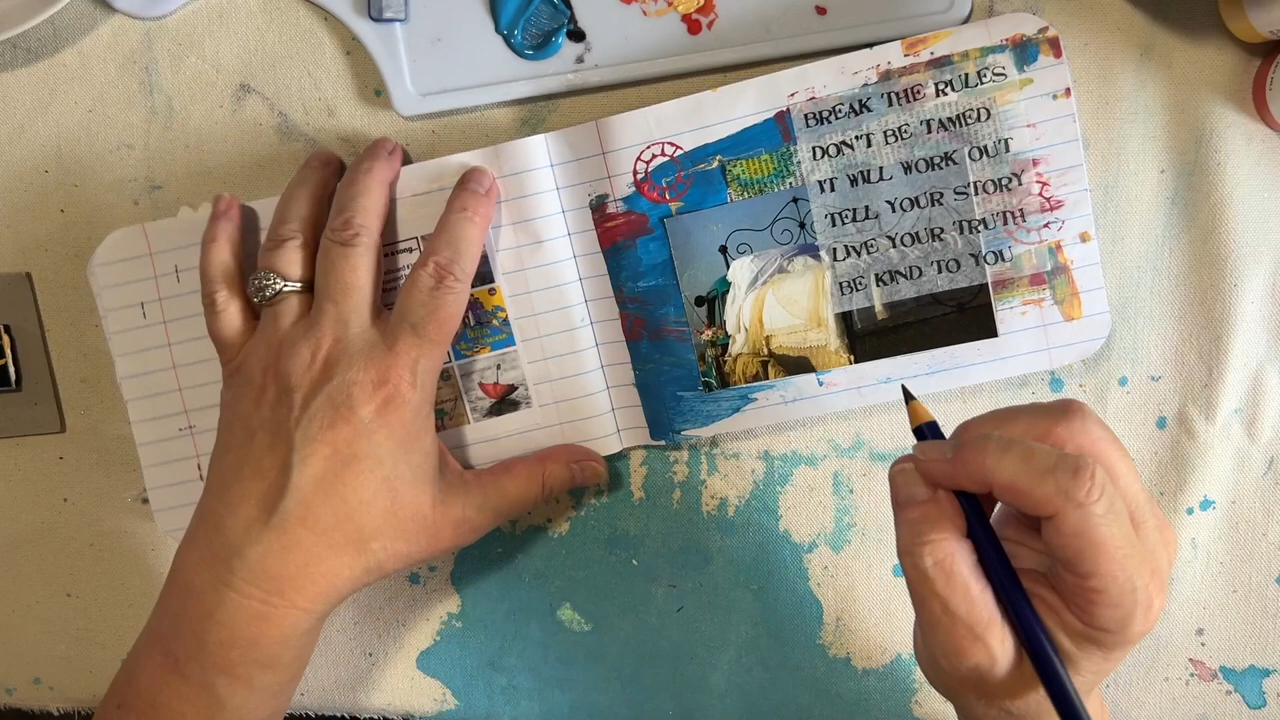 BREAK THE RULES
DON'T BE TAMED
IT WILL WORK OUT
TELL YOUR STORY
LIVE YOUR TRUTH
BE KIND TO YOU